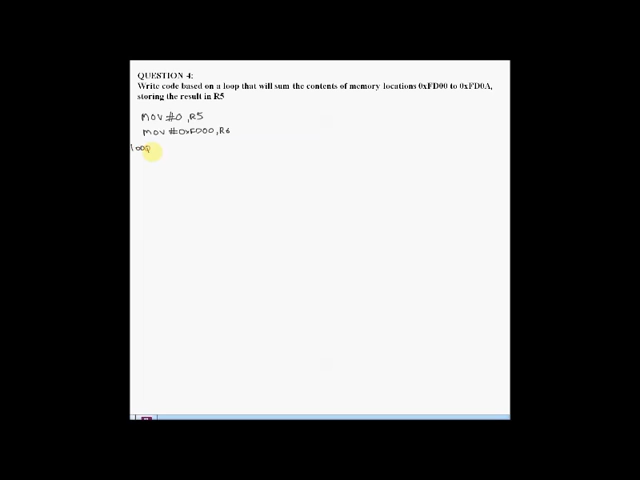 QUESTION 4:
Write code based on a loop that will sum the contents of memory locations 0xFD00 to 0xFD0A,
storing the result in R5
MOV #0 ,R5
MOV #0xFD00,R6
loop